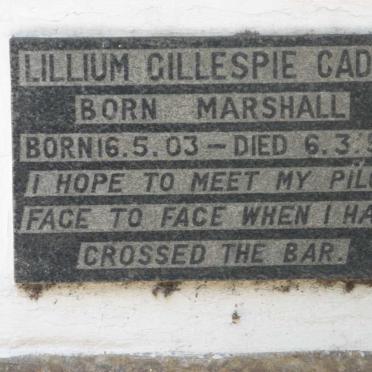 LILLIUM GILLESPIE CAD
BORN MARSHALL
BORN 16.5.03 — DIED 6.3.
I HOPE TO MEET MY PILO
FACE TO FACE WHEN I HA
CROSSED THE BAR.